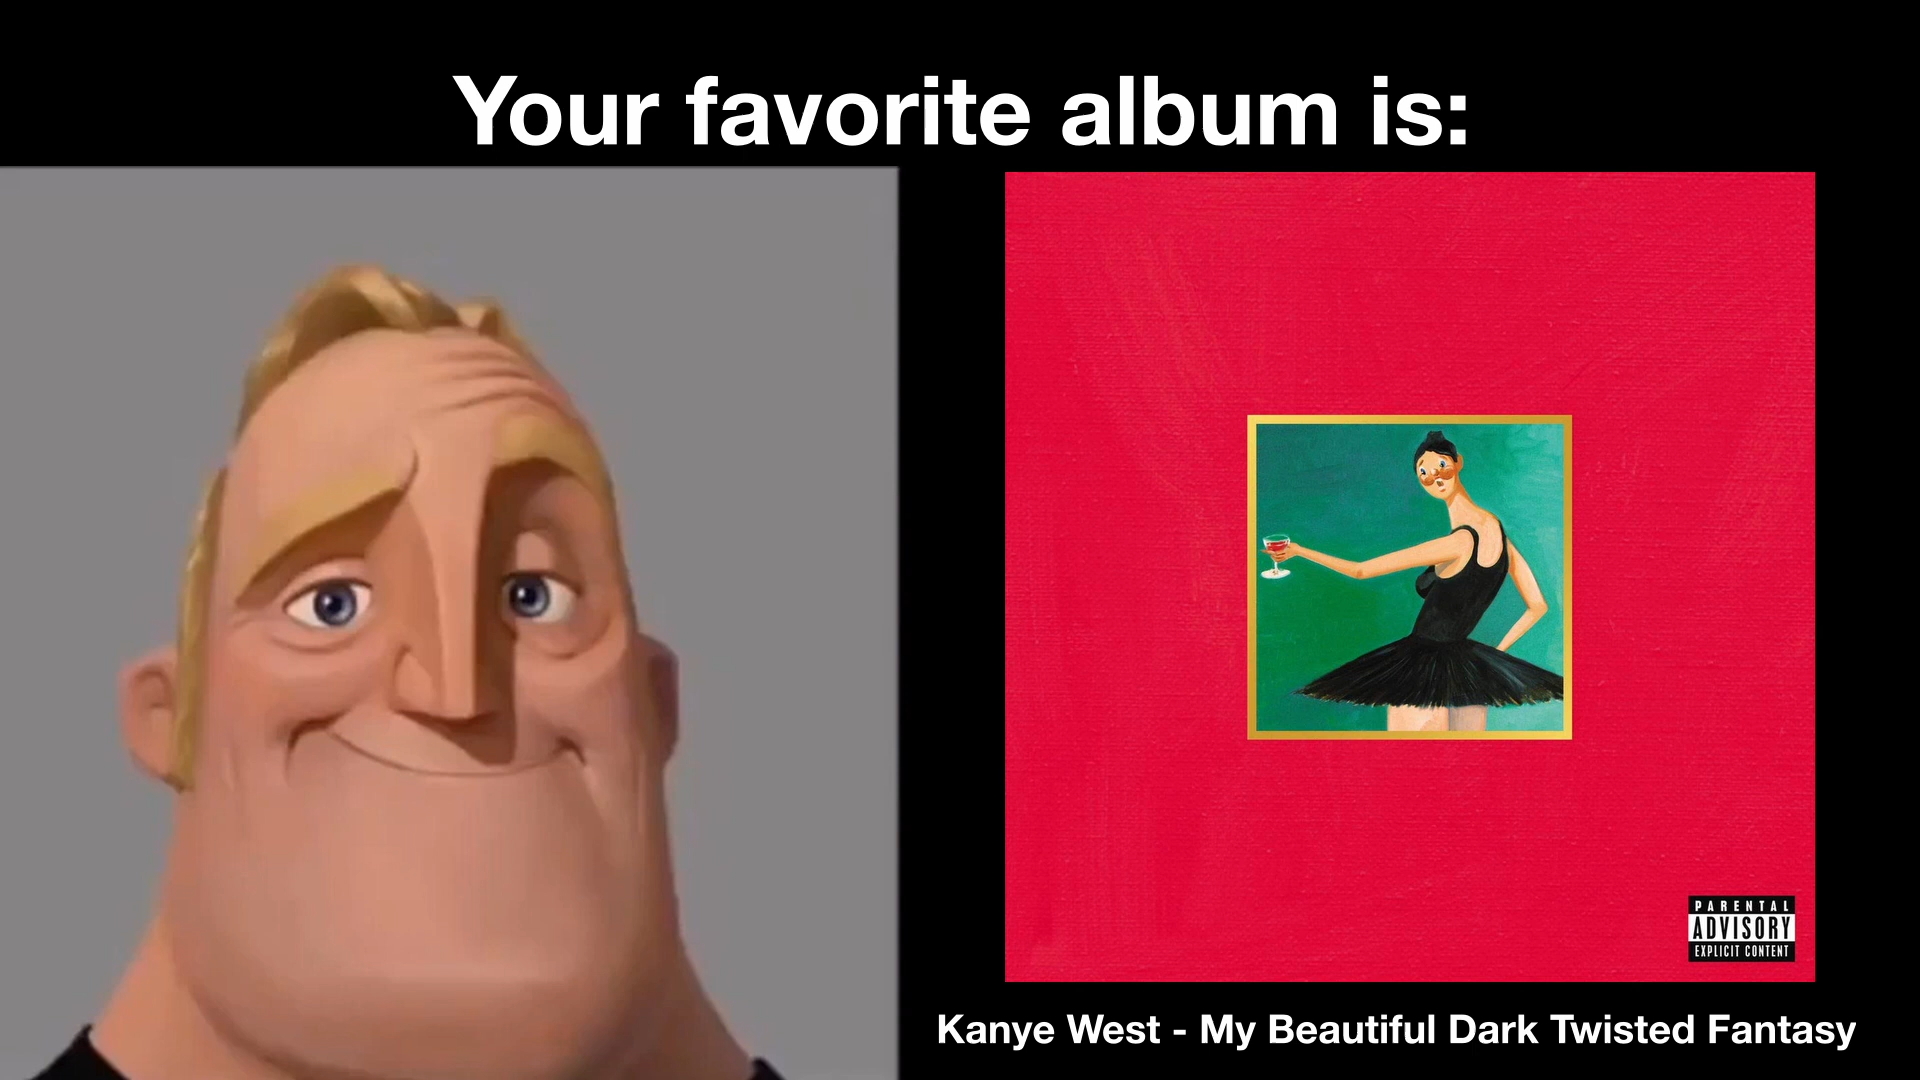 Your favorite album is:
PARENTAL
ADVISORY
EXPLICIT CONTENT
Kanye West - My Beautiful Dark Twisted Fantasy